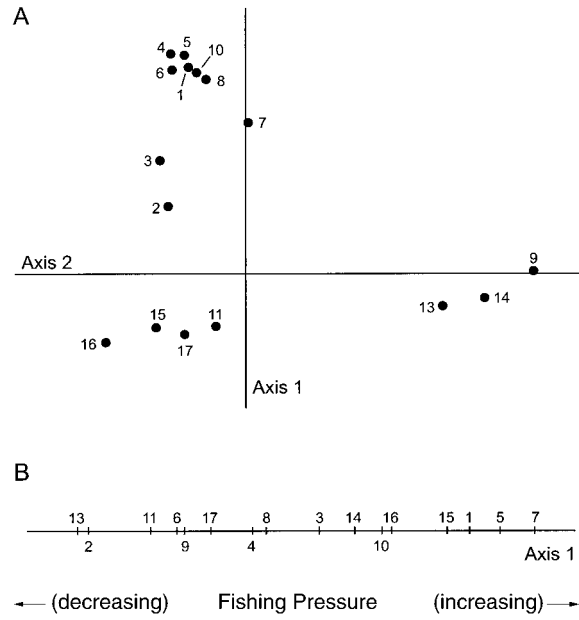 A
4 5
10
6
1 8
7
3
2
Axis 2
9
13 14
15 11
16
17
Axis 1
B
13 11 6 17 8 3 14 16 15 1 5 7
2 9 4 10
Axis 1
(decreasing) Fishing Pressure (increasing)